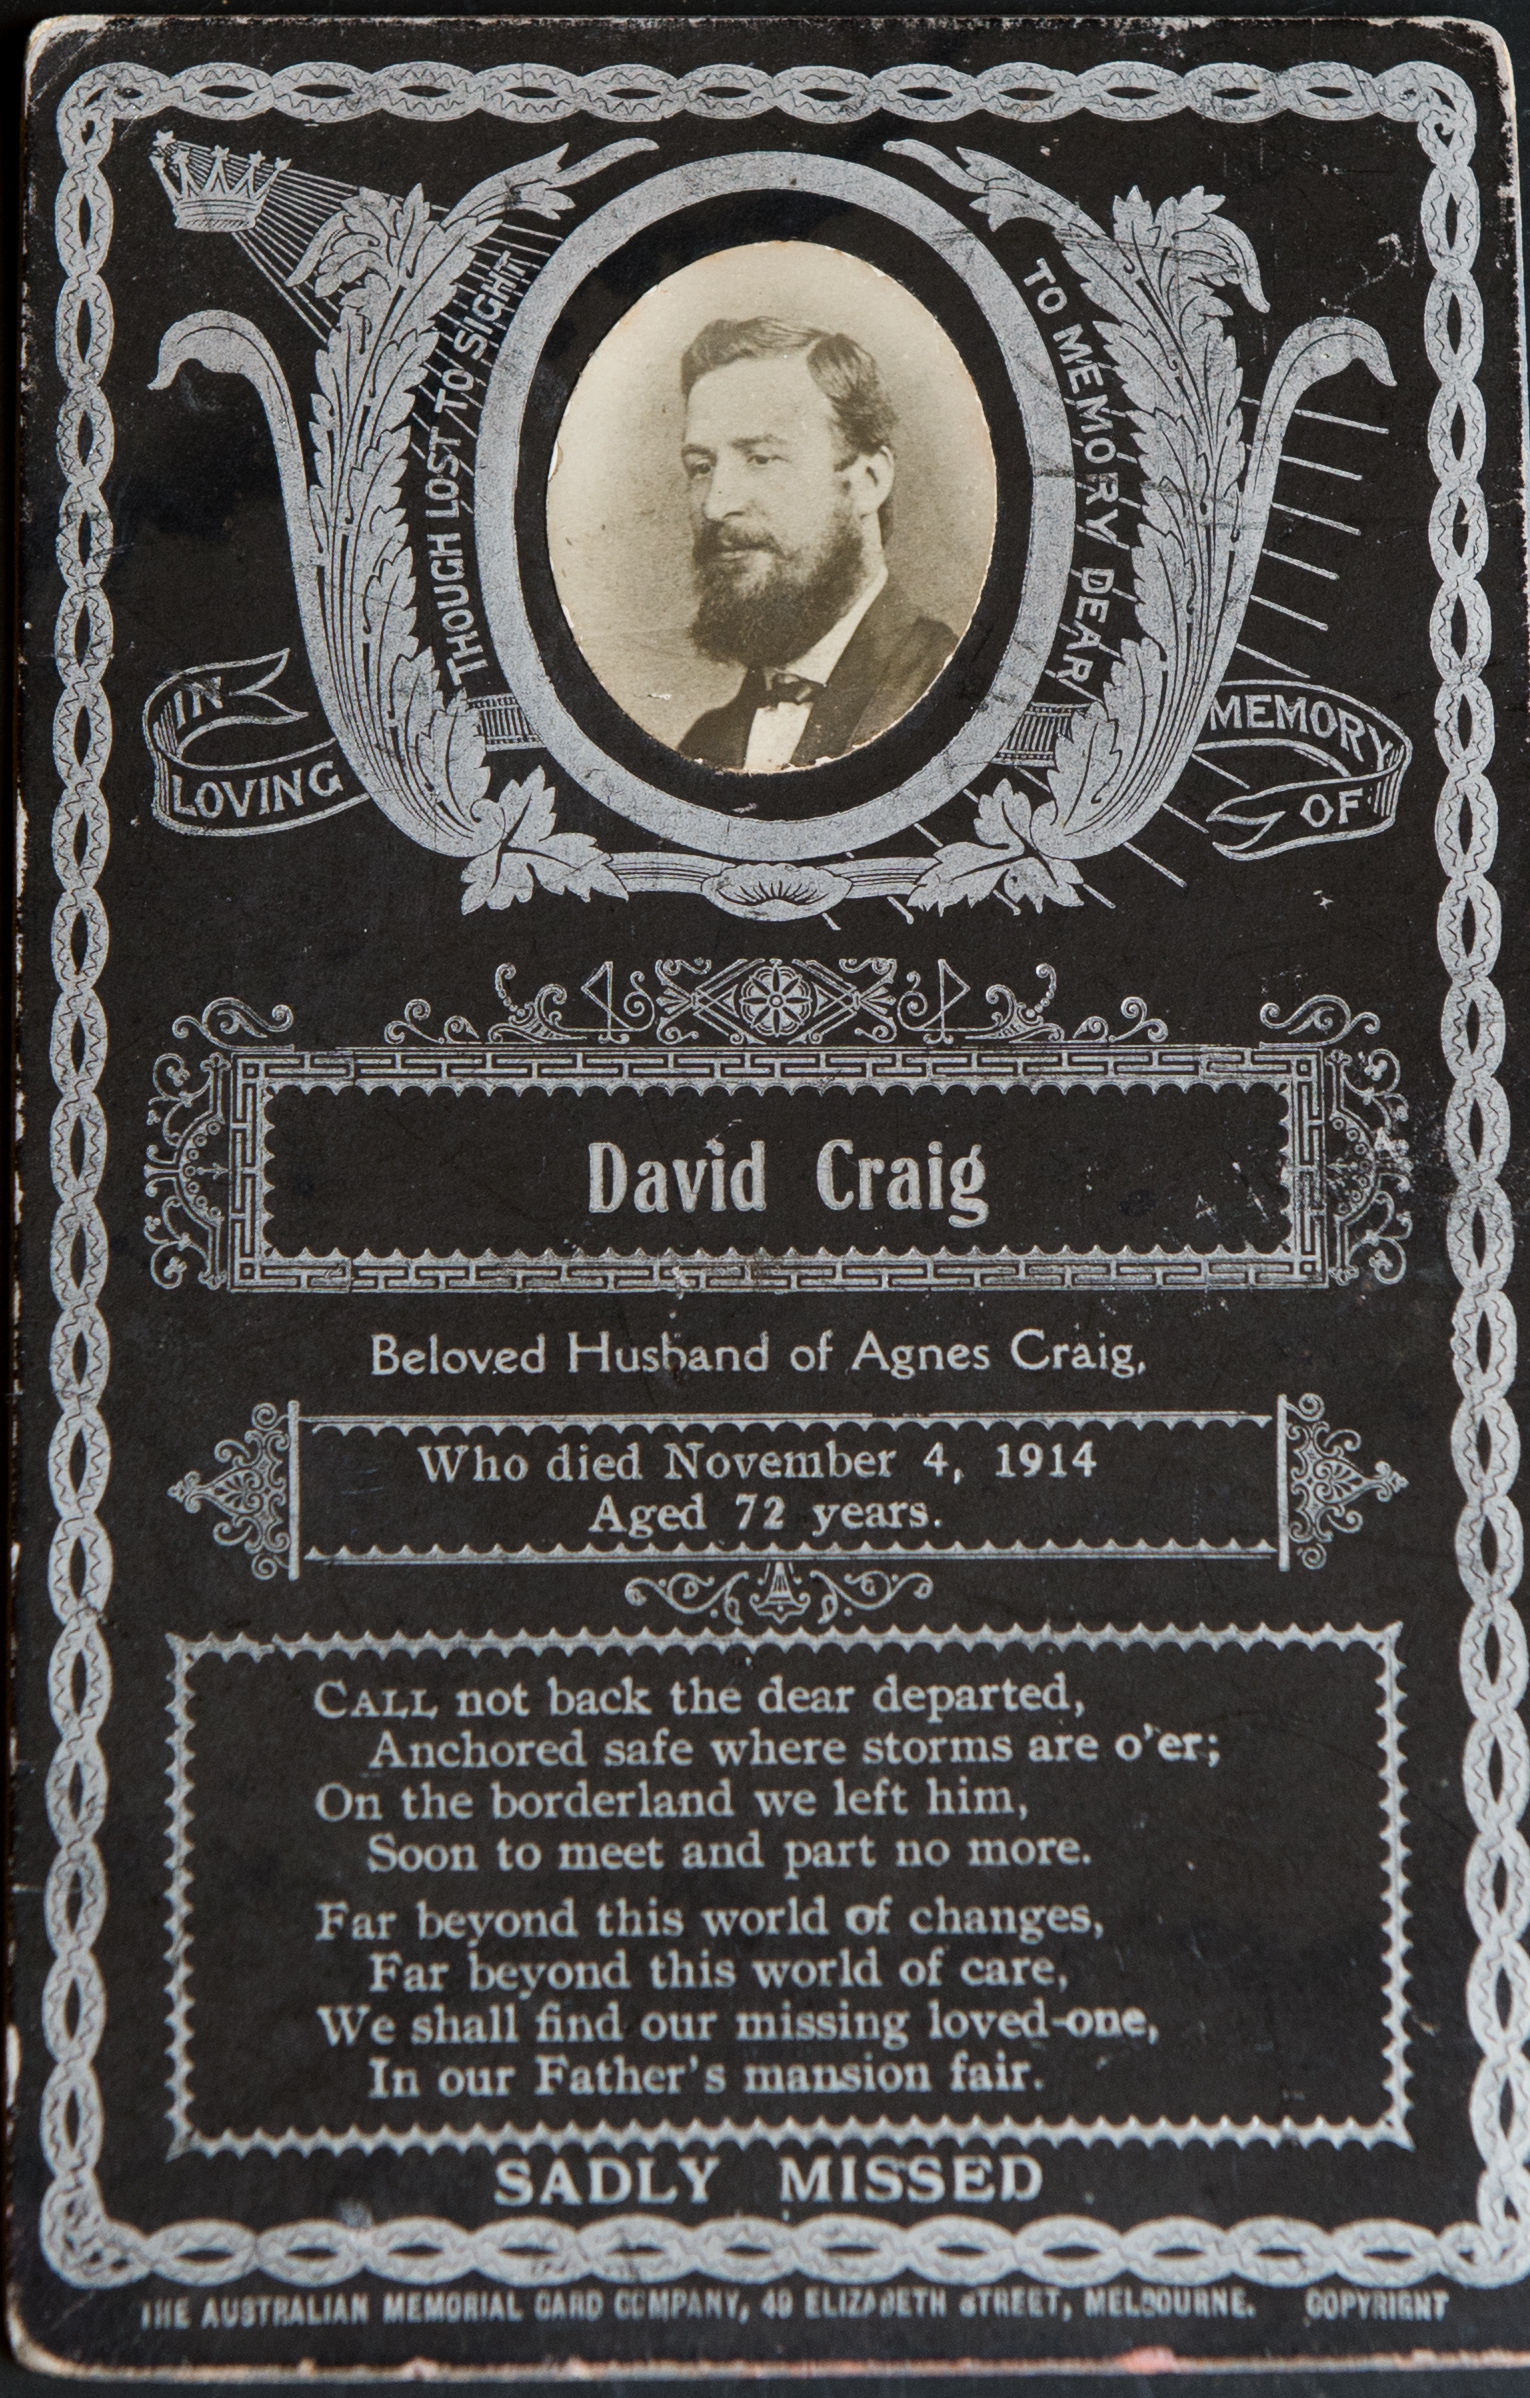 THOUGH LOST TO SIGHT
TO MEMORY DEAR
IN
LOVING
MEMORY
OF
David Craig
Beloved Husband of Agnes Craig,
Who died November 4, 1914
Aged 72 years.
CALL not back the dear departed,
Anchored safe where storms are o'er;
On the borderland we left him,
Soon to meet and part no more.
Far beyond this world of changes,
Far beyond this world of care,
We shall find our missing loved-one,
In our Father's mansion fair.
SADLY MISSED
THE AUSTRALIAN MEMORIAL CARD COMPANY, 49 ELIZABETH STREET, MELBOURNE. COPYRIGHT